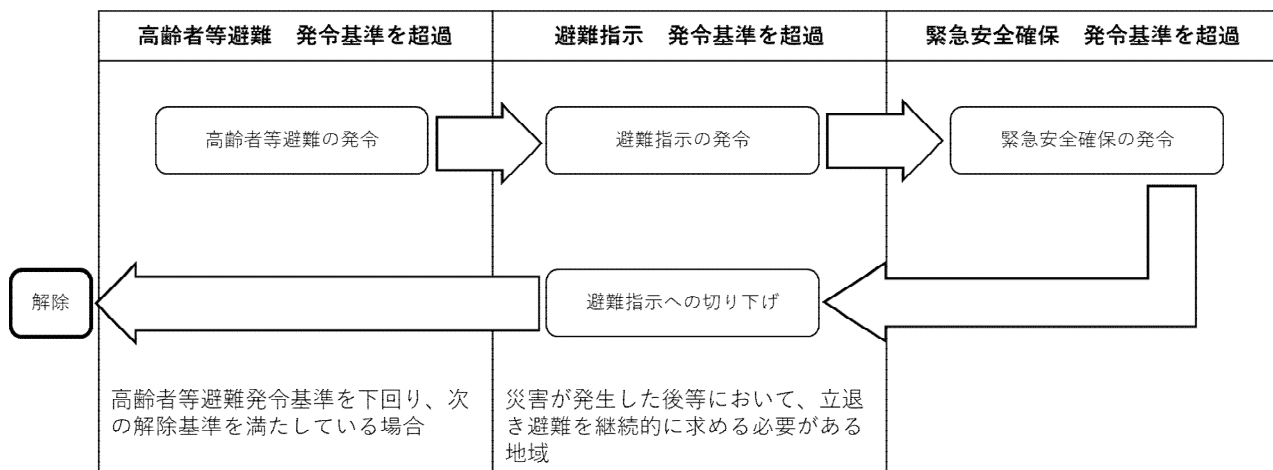 高齢者等避難　発令基準を超過
避難指示　発令基準を超過
緊急安全確保　発令基準を超過
高齢者等避難の発令
避難指示の発令
緊急安全確保の発令
解除
避難指示への切り下げ
高齢者等避難発令基準を下回り、次
の解除基準を満たしている場合
災害が発生した後等において、立退
き避難を継続的に求める必要がある
地域